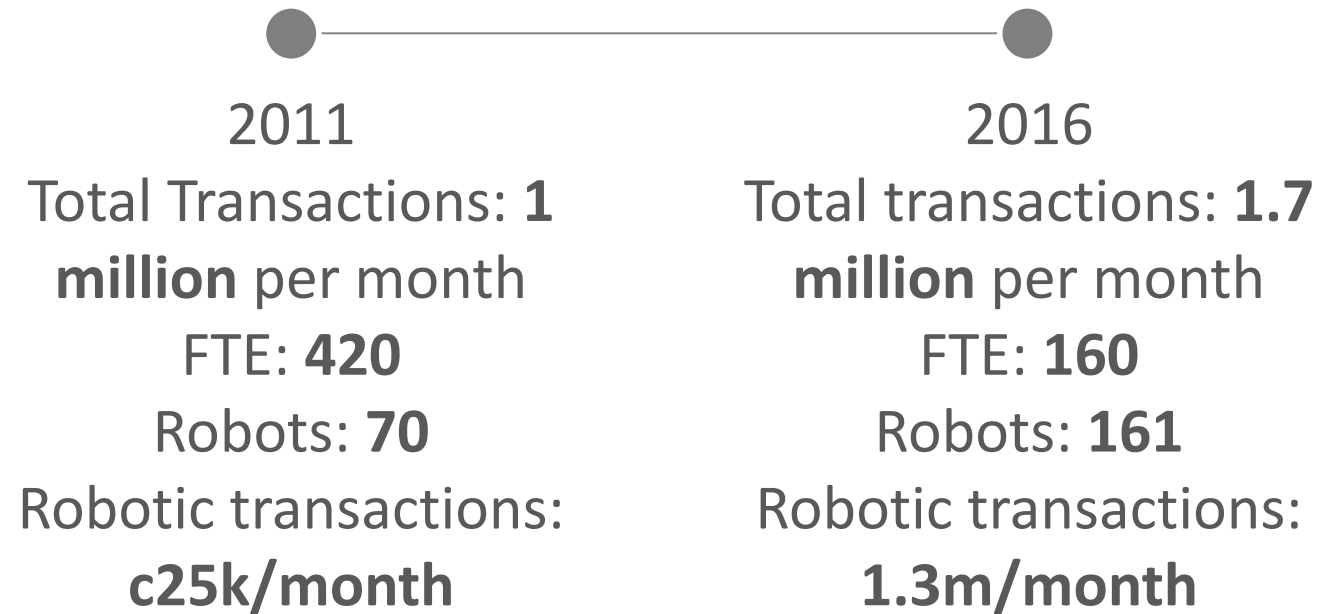 2011
Total Transactions: 1
million per month
FTE: 420
Robots: 70
Robotic transactions:
c25k/month
2016
Total transactions: 1.7
million per month
FTE: 160
Robots: 161
Robotic transactions:
1.3m/month